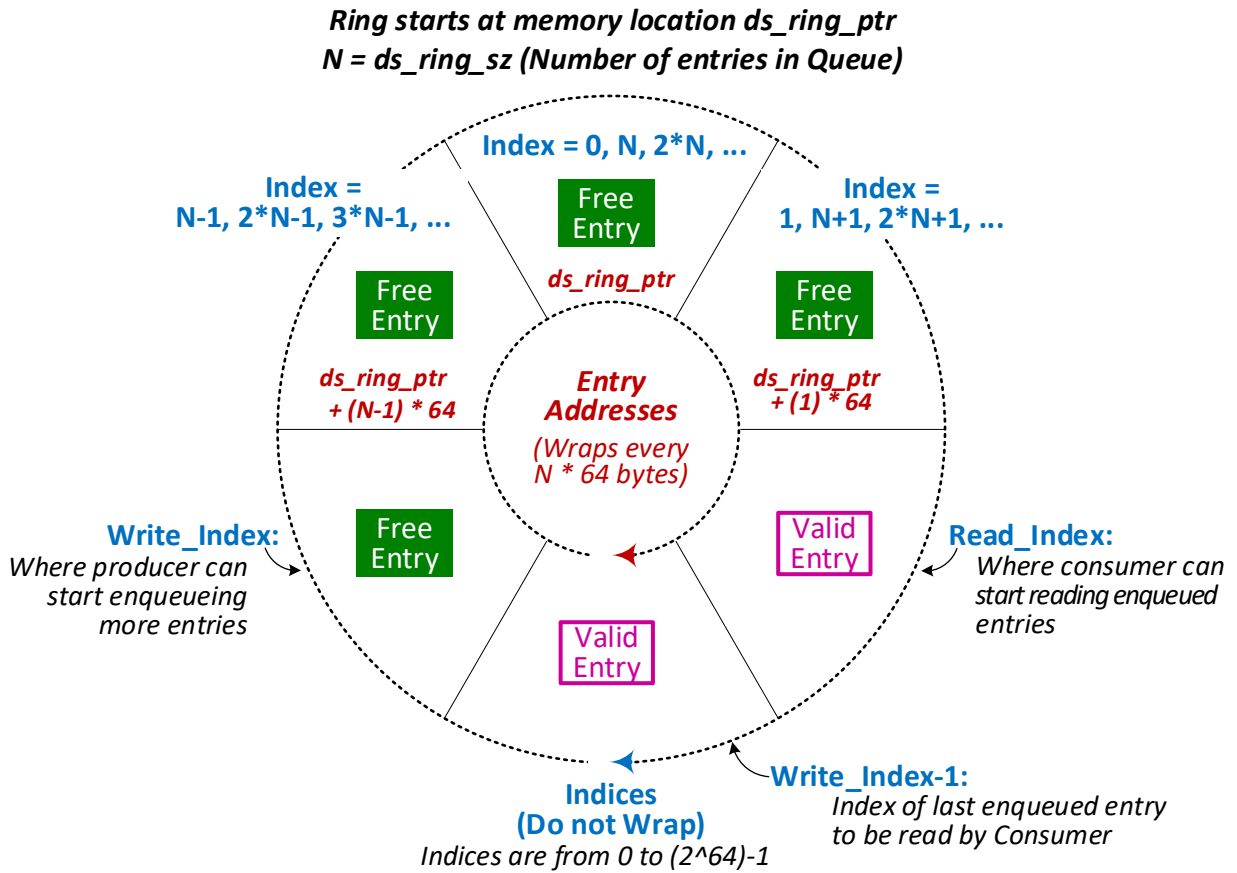 Ring starts at memory location ds_ring_ptr
N = ds_ring_sz (Number of entries in Queue)
Index = 0, N, 2*N, ...
Index =
N-1, 2*N-1, 3*N-1, ...
Index =
1, N+1, 2*N+1, ...
Free
Entry
ds_ring_ptr
Free
Entry
ds_ring_ptr
+ (N-1) * 64
Free
Entry
ds_ring_ptr
+ (1) * 64
Entry
Addresses
(Wraps every
N * 64 bytes)
Free
Entry
Valid
Entry
Valid
Entry
Write_Index:
Where producer can
start enqueueing
more entries
Read_Index:
Where consumer can
start reading enqueued
entries
Write_Index-1:
Index of last enqueued entry
to be read by Consumer
Indices
(Do not Wrap)
Indices are from 0 to (2^64)-1